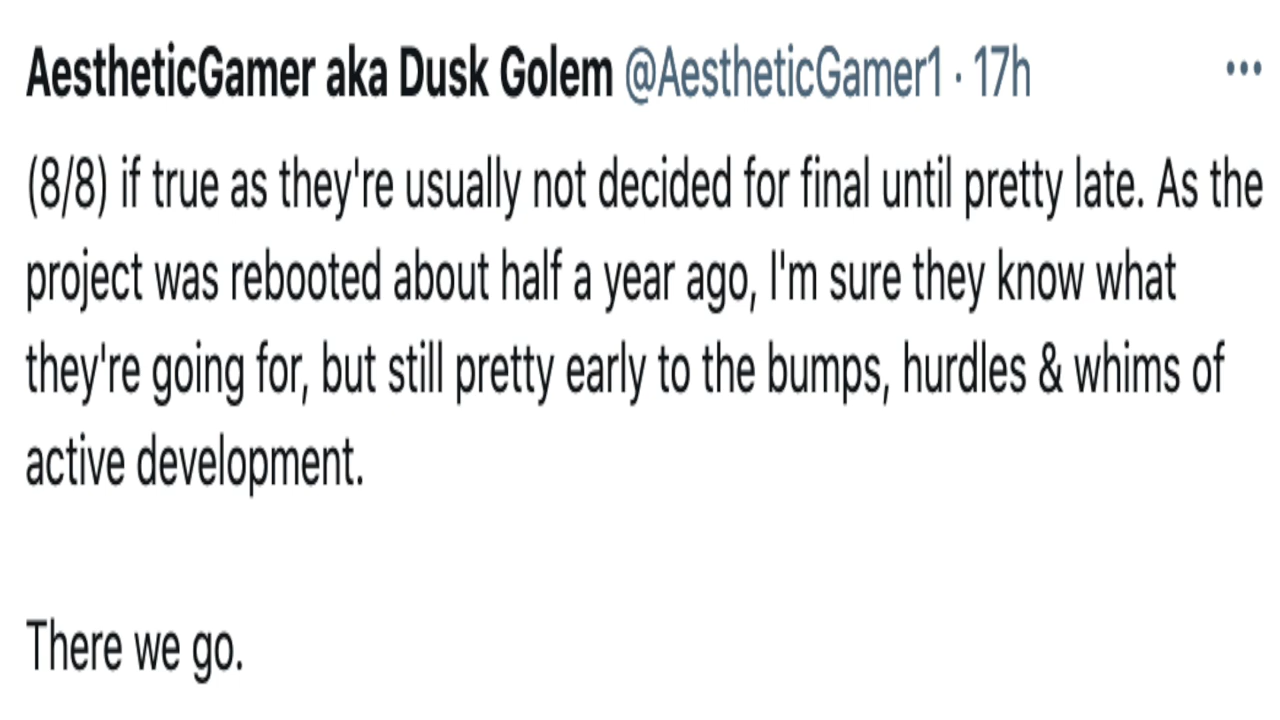 AestheticGamer aka Dusk Golem @AestheticGamer1 · 17h ...
(8/8) if true as they're usually not decided for final until pretty late. As the
project was rebooted about half a year ago, I'm sure they know what
they're going for, but still pretty early to the bumps, hurdles & whims of
active development.
There we go.